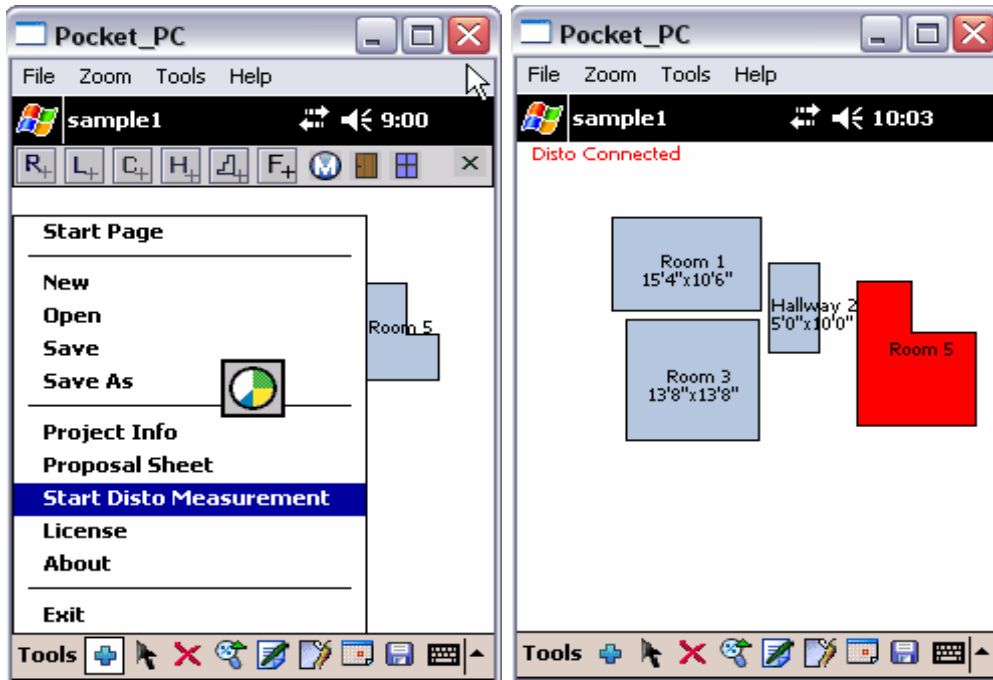 Pocket_PC
File Zoom Tools Help
sample1 9:00
R+ L+ C+ H+ F+ M
Start Page
New
Open
Save
Save As
Project Info
Proposal Sheet
Start Disto Measurement
License
About
Exit
Room 5
Tools
Pocket_PC
File Zoom Tools Help
sample1 10:03
Disto Connected
Room 1
15'4"x10'6"
Hallway 2
5'0"x10'0"
Room 3
13'8"x13'8"
Room 5
Tools